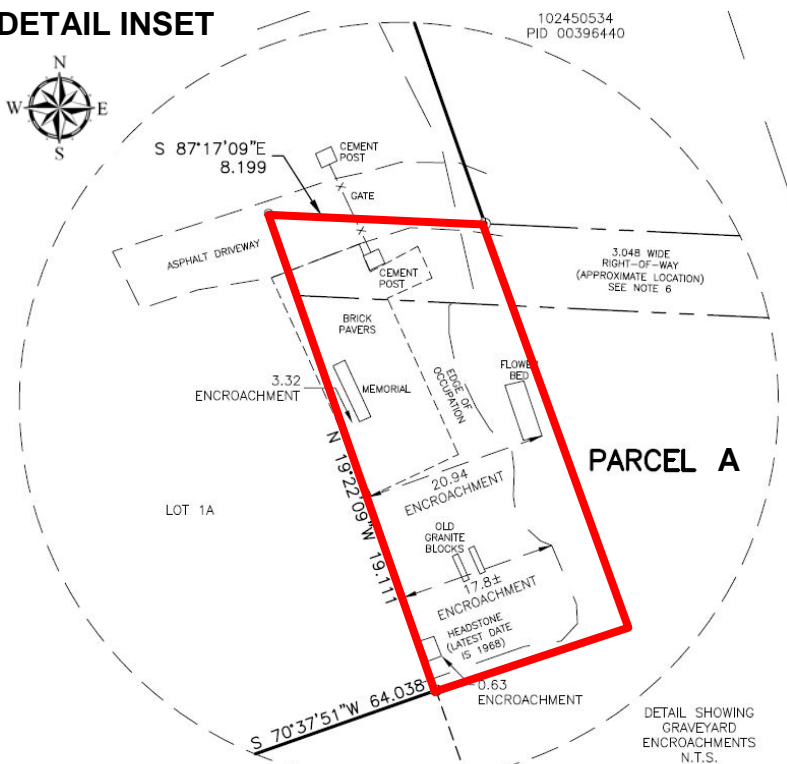 DETAIL INSET
102450534
PID 00396440
N
W E
S
S 87°17'09"E
8.199
CEMENT
POST
GATE
ASPHALT DRIVEWAY
CEMENT
POST
3.048 WIDE
RIGHT-OF-WAY
(APPROXIMATE LOCATION)
SEE NOTE 6
BRICK
PAVERS
3.32
ENCROACHMENT
MEMORIAL
EDGE OF
OCCUPATION
FLOWER
BED
PARCEL A
N 19°22'09"W 19.111
20.94
ENCROACHMENT
LOT 1A
OLD
GRANITE
BLOCKS
17.8±
ENCROACHMENT
HEADSTONE
(LATEST DATE
IS 1968)
0.63
ENCROACHMENT
S 70°37'51"W 64.038
DETAIL SHOWING
GRAVEYARD
ENCROACHMENTS
N.T.S.